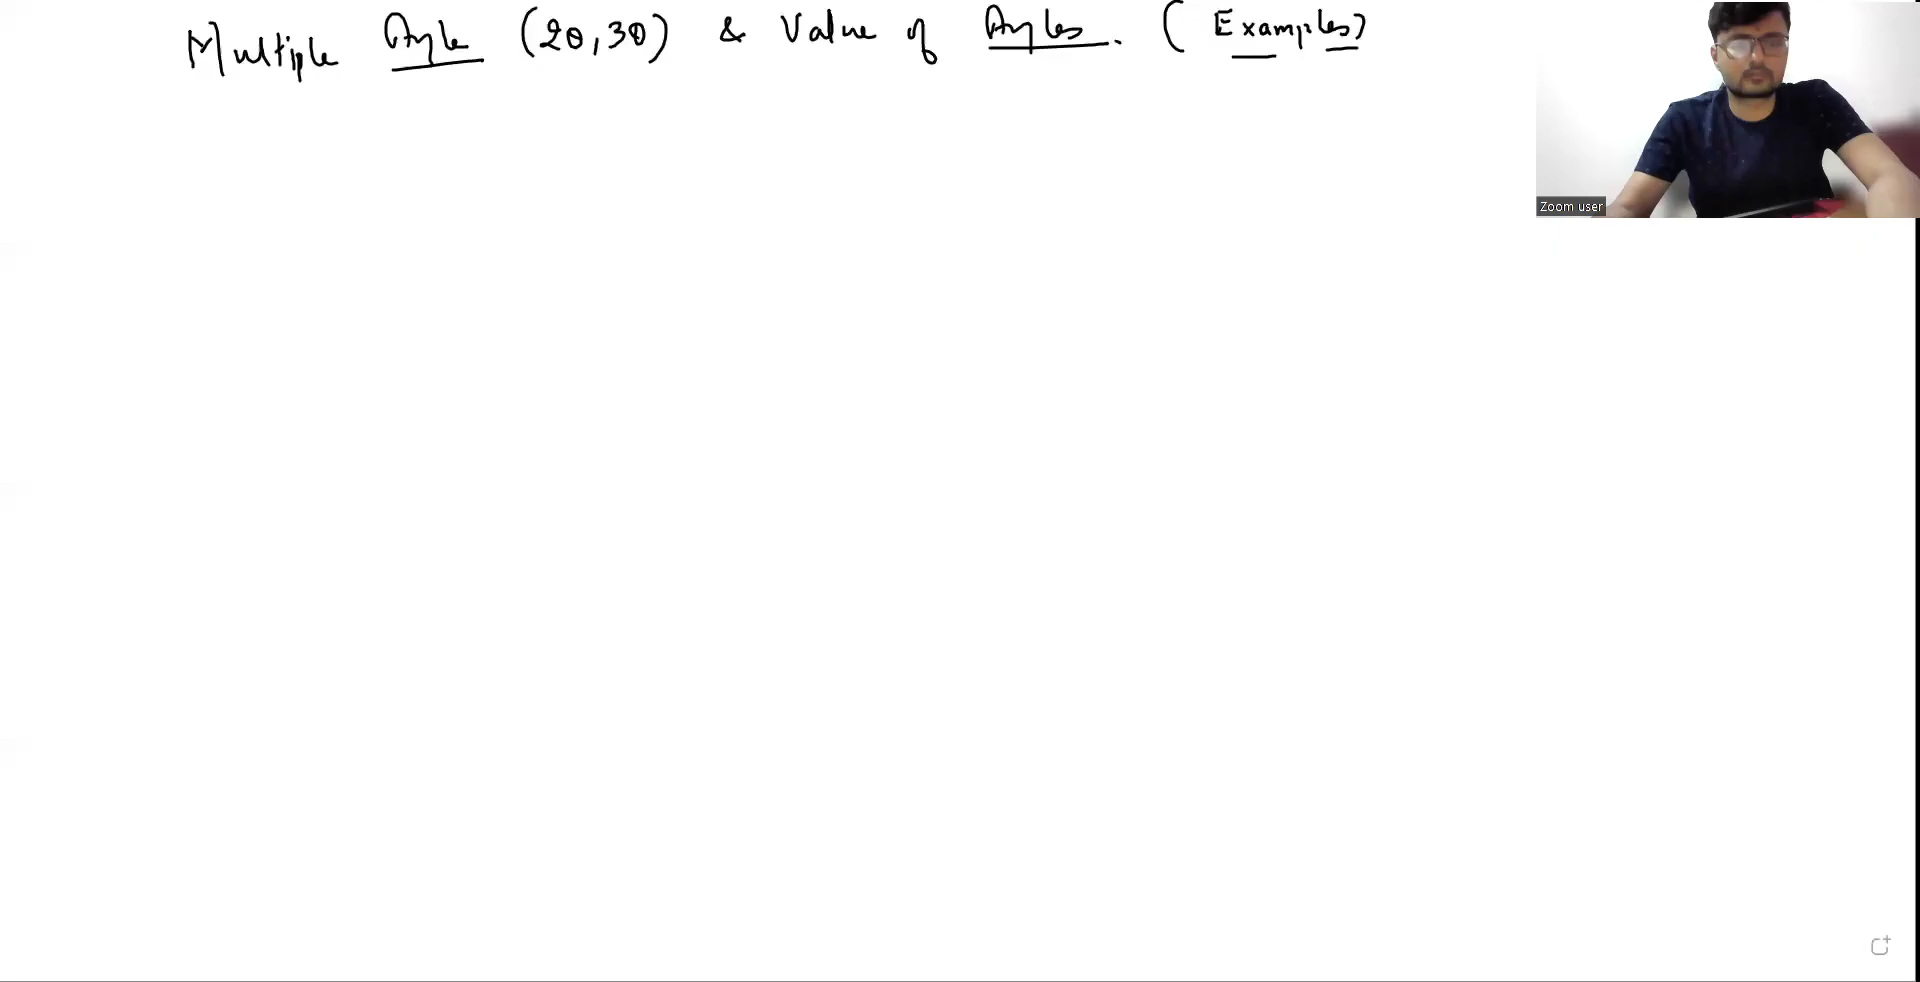 Multiple Angle (2θ, 3θ) & Value of Angles. (Examples)
Zoom user